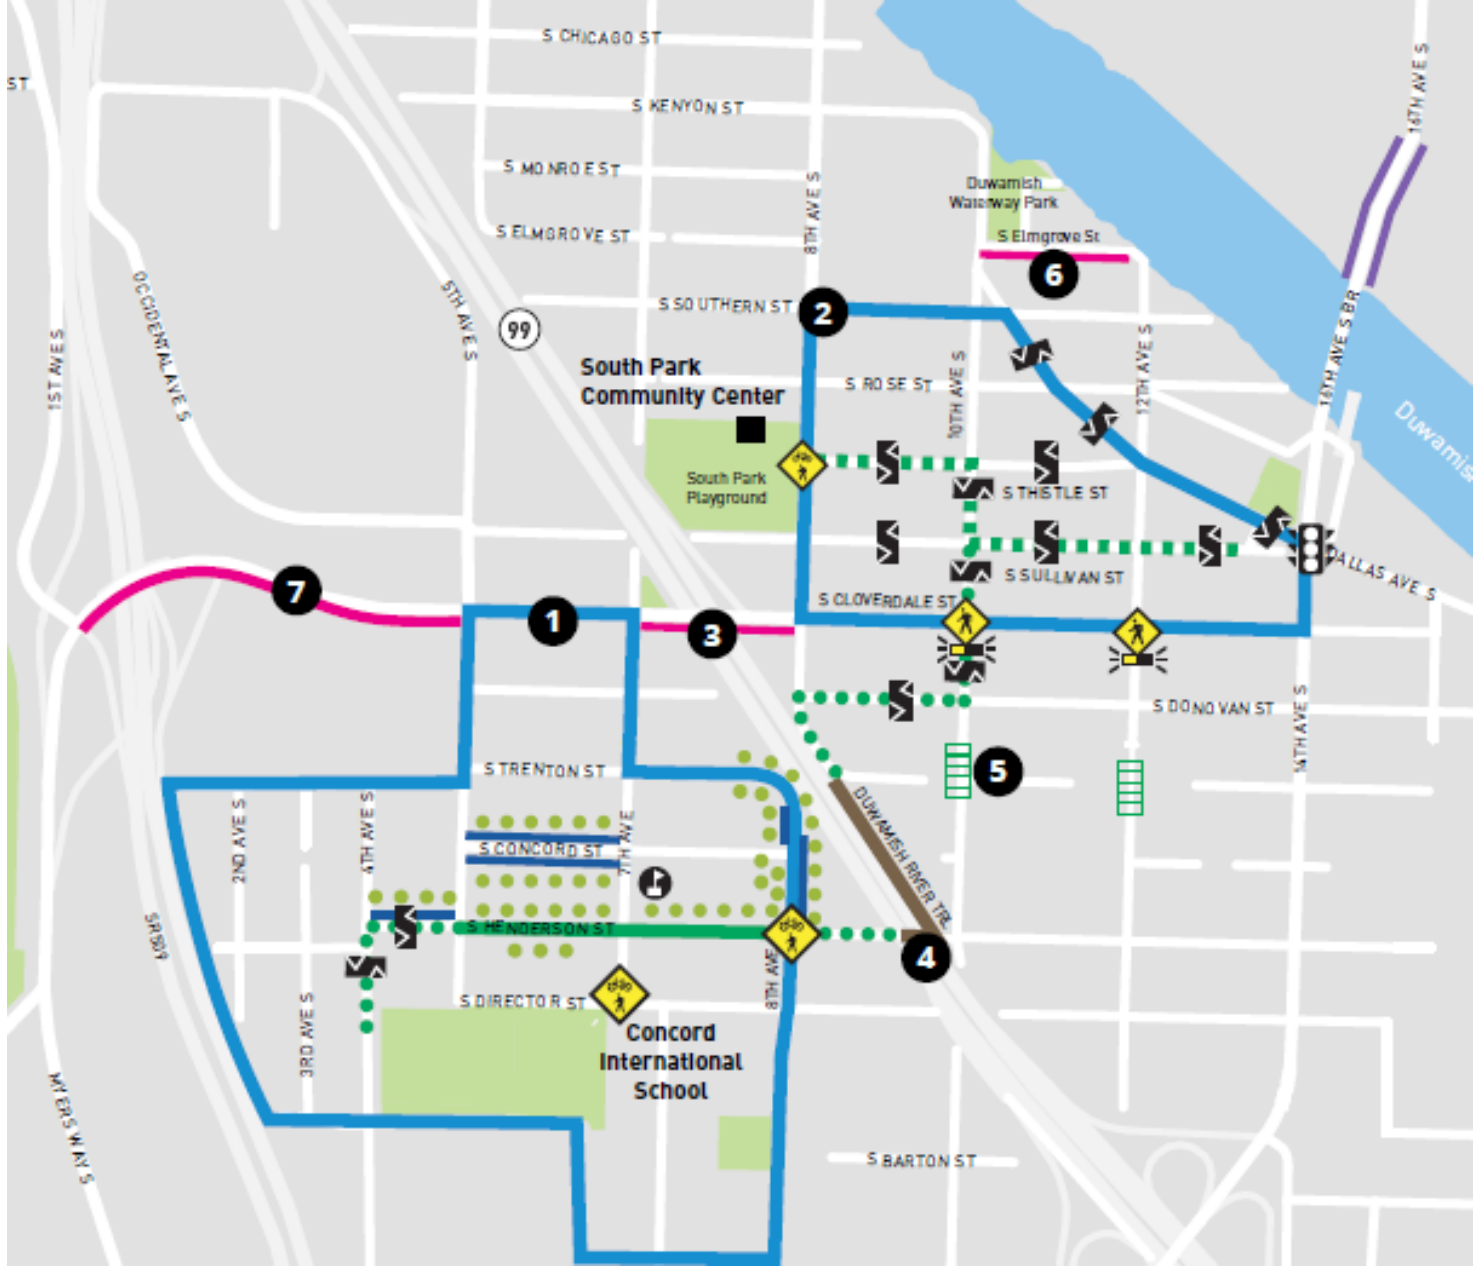 S CHICAGO ST
ST
16TH AVE S
S KENYON ST
S MONROE ST
Duwamish
Waterway Park
8TH AVE S
S ELMGROVE ST
S Elmgrove St
6
OCCIDENTAL AVE S
5TH AVE S
S SOUTHERN ST
2
99
14TH AVE S BR
1ST AVE S
South Park
Community Center
S ROSE ST
10TH AVE S
12TH AVE S
Duwamis
South Park
Playground
S THISTLE ST
DALLAS AVE S
S SULLIVAN ST
7
1
3
S CLOVERDALE ST
S DONOVAN ST
14TH AVE S
S TRENTON ST
5
DUWAMISH RIVER TRL
2ND AVE S
4TH AVE S
7TH AVE
S CONCORD ST
SR509
S HENDERSON ST
4
8TH AVE
3RD AVE S
S DIRECTOR ST
Concord
International
School
MYERS WAY S
S BARTON ST